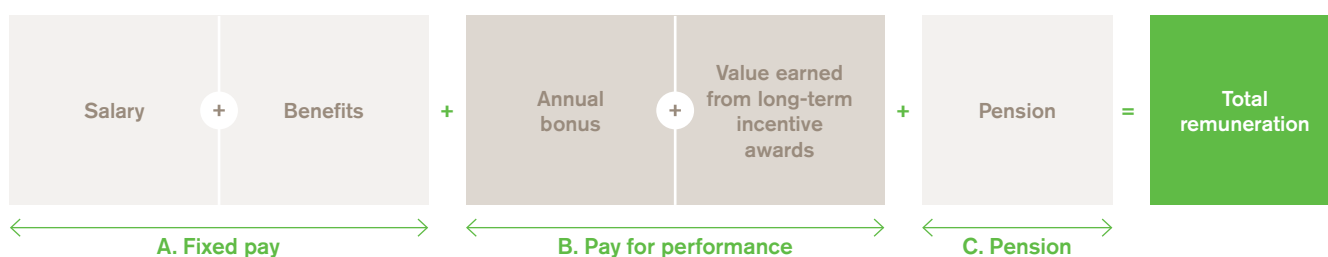 Salary
+
Benefits
+
Annual
bonus
+
Value earned
from long-term
incentive
awards
+
Pension
=
Total
remuneration
A. Fixed pay
B. Pay for performance
C. Pension